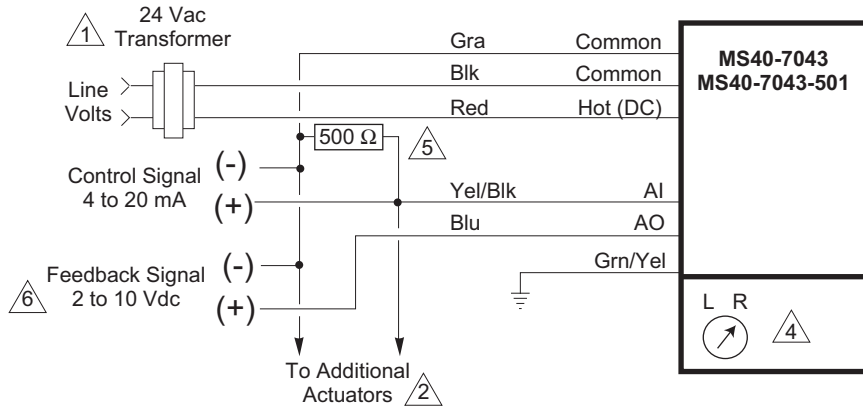 24 Vac
Transformer
1
Line
Volts
Gra Common
Blk Common
Red Hot (DC)
MS40-7043
MS40-7043-501
500 Ω
5
Control Signal
4 to 20 mA
(-)
(+)
Yel/Blk AI
Blu AO
Grn/Yel
6
Feedback Signal
2 to 10 Vdc
(-)
(+)
L R
4
To Additional
Actuators
2